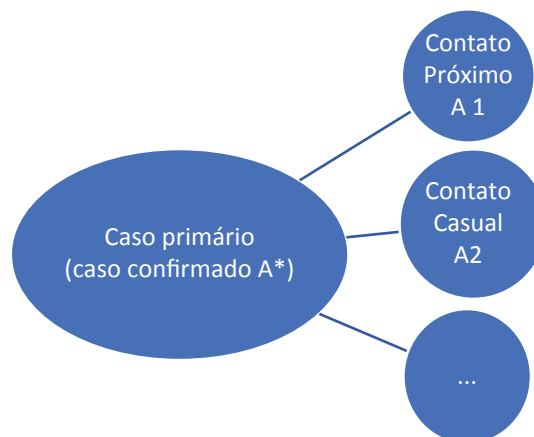 Contato
Próximo
A 1
Caso primário
(caso confirmado A*)
Contato
Casual
A2
...